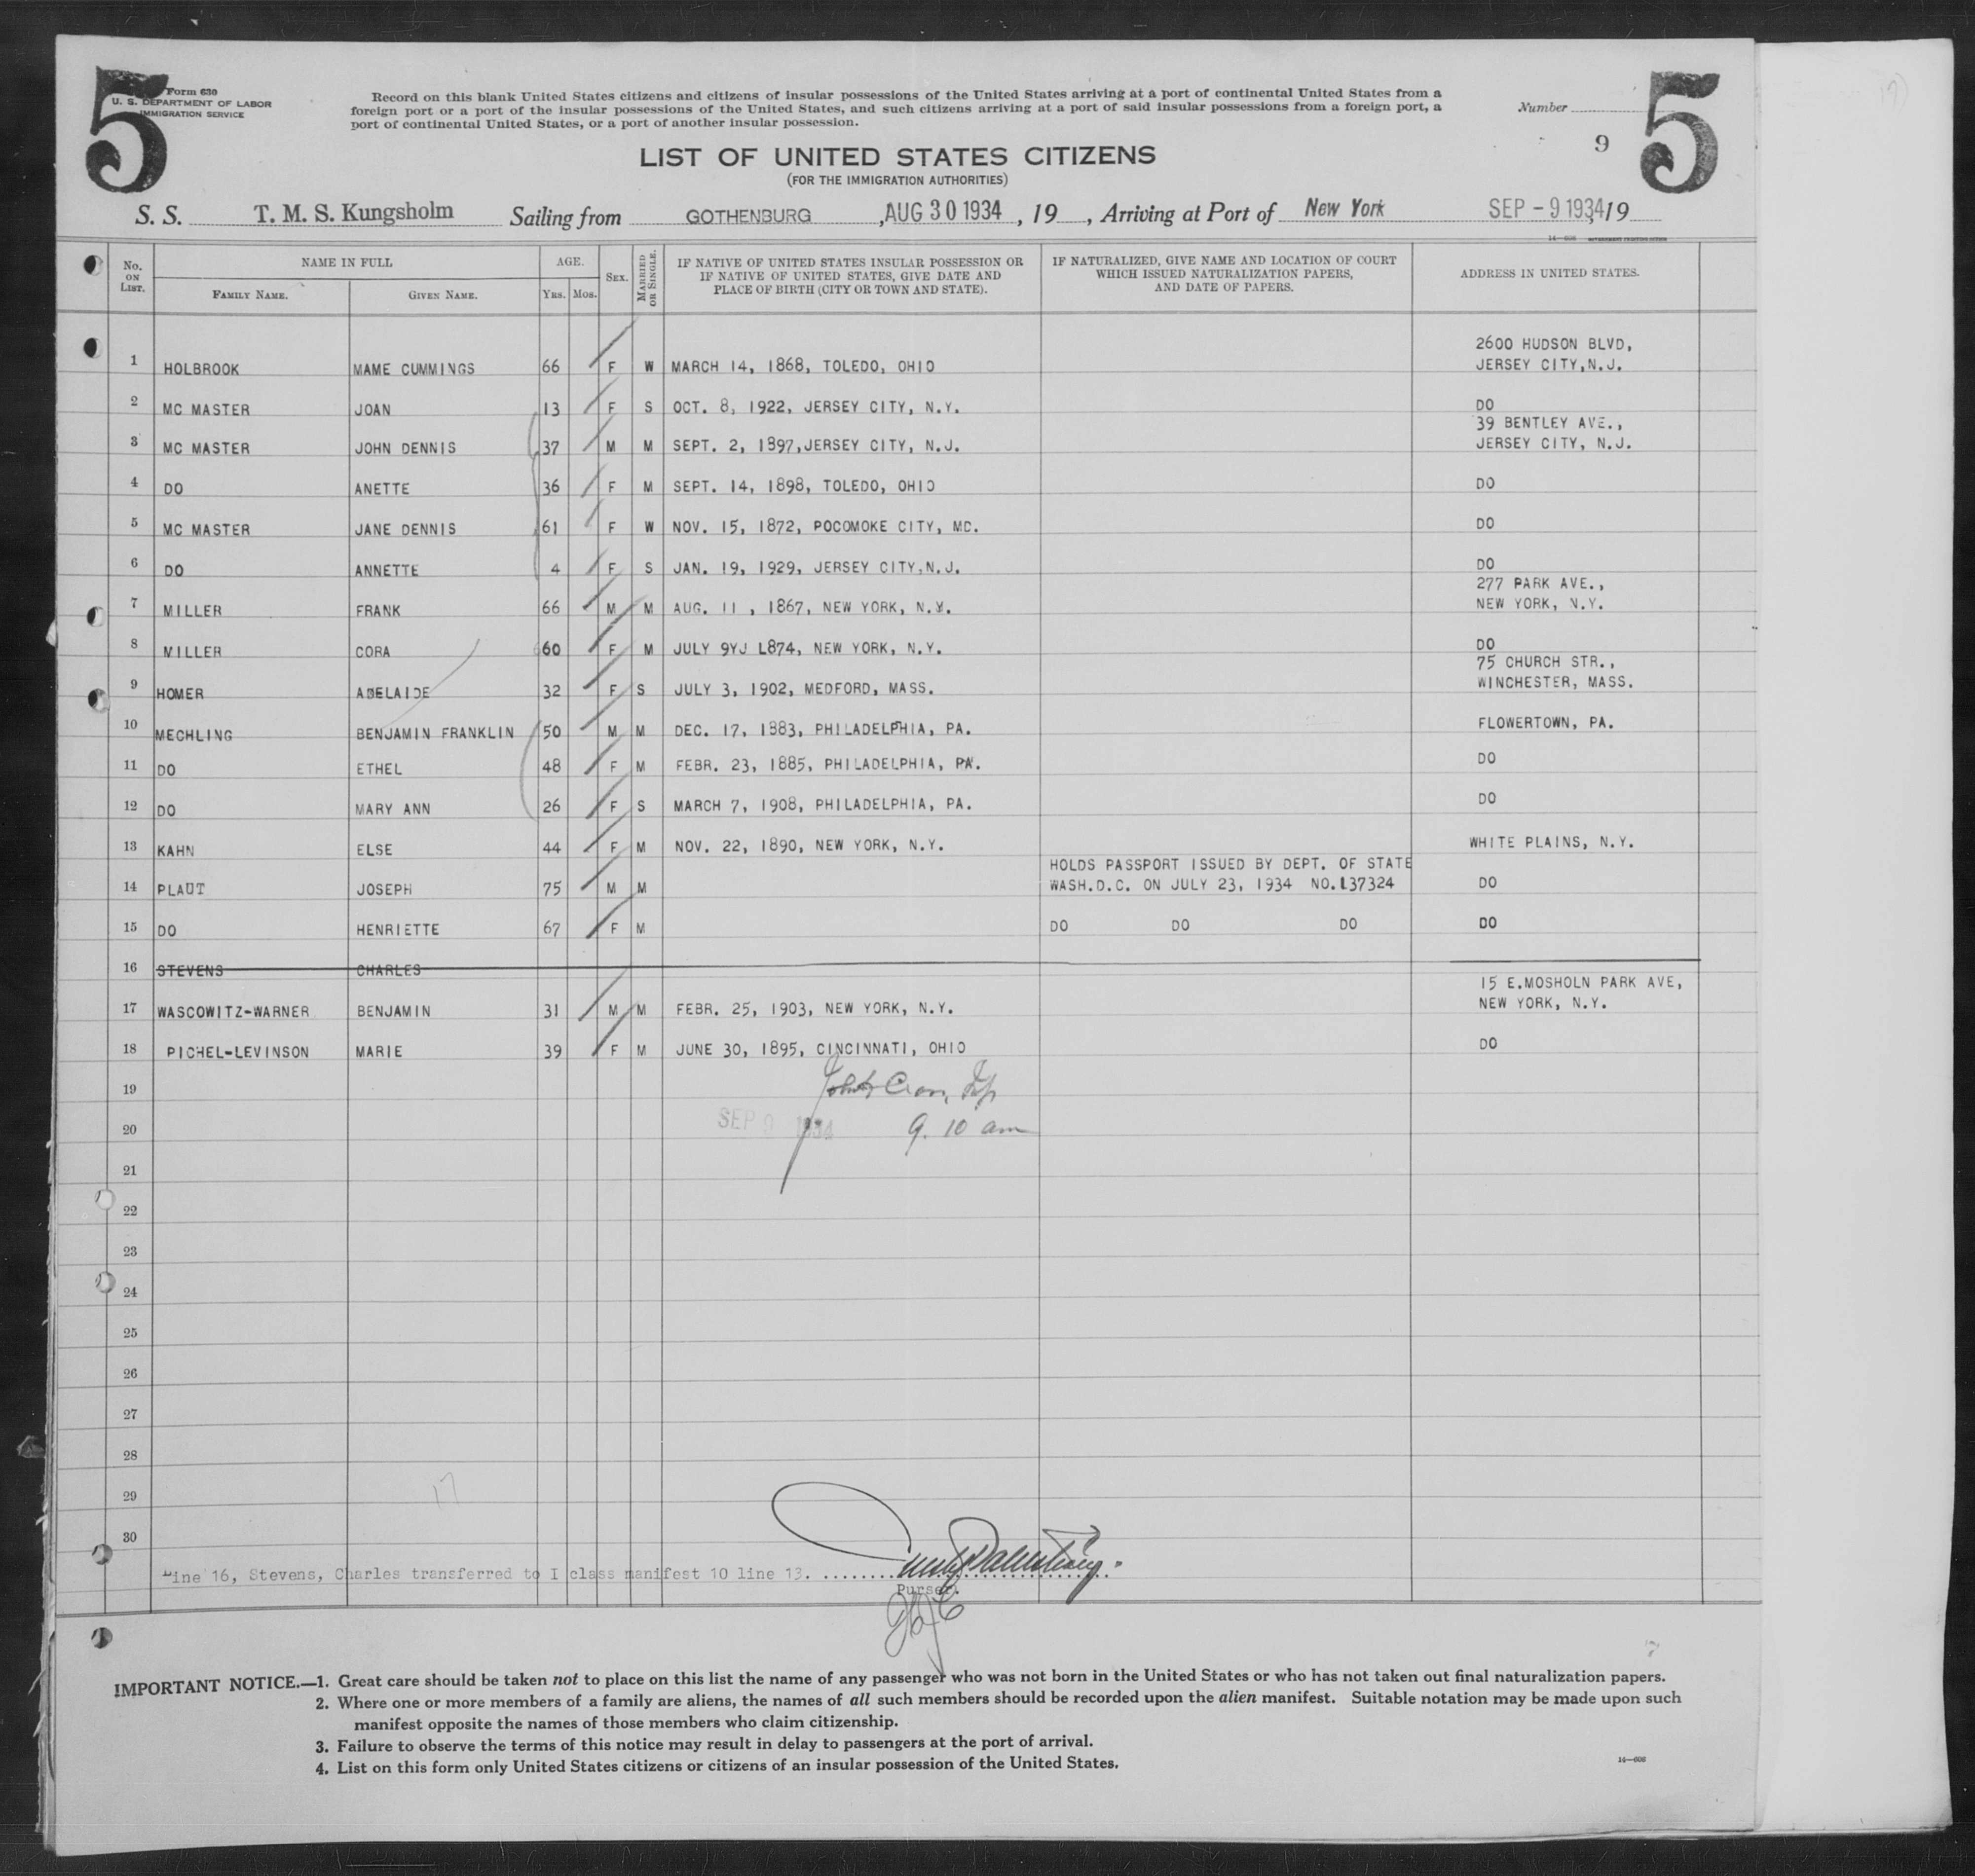 5
Form 630
U. S. DEPARTMENT OF LABOR
IMMIGRATION SERVICE
Record on this blank United States citizens and citizens of insular possessions of the United States arriving at a port of continental United States from a
foreign port or a port of the insular possessions of the United States, and such citizens arriving at a port of said insular possessions from a foreign port, a
port of continental United States, or a port of another insular possession.
Number
9
5
LIST OF UNITED STATES CITIZENS
(FOR THE IMMIGRATION AUTHORITIES)
S. S. T. M. S. Kungsholm Sailing from GOTHENBURG, AUG 30 1934, 19, Arriving at Port of New York SEP - 9 1934, 19
No. ON LIST. NAME IN FULL AGE. SEX. MARRIED OR SINGLE. IF NATIVE OF UNITED STATES INSULAR POSSESSION OR IF NATIVE OF UNITED STATES, GIVE DATE AND PLACE OF BIRTH (CITY OR TOWN AND STATE). IF NATURALIZED, GIVE NAME AND LOCATION OF COURT WHICH ISSUED NATURALIZATION PAPERS, AND DATE OF PAPERS. ADDRESS IN UNITED STATES.
FAMILY NAME. GIVEN NAME. YRS. MOS.
2600 HUDSON BLVD,
1 HOLBROOK MAME CUMMINGS 66 F W MARCH 14, 1868, TOLEDO, OHIO JERSEY CITY, N.J.
2 MC MASTER JOAN 13 F S OCT. 8, 1922, JERSEY CITY, N.Y. DO
39 BENTLEY AVE.,
3 MC MASTER JOHN DENNIS 37 M M SEPT. 2, 1897, JERSEY CITY, N.J. JERSEY CITY, N.J.
4 DO ANETTE 36 F M SEPT. 14, 1898, TOLEDO, OHIO DO
5 MC MASTER JANE DENNIS 61 F W NOV. 15, 1872, POCOMOKE CITY, MD. DO
6 DO ANNETTE 4 F S JAN. 19, 1929, JERSEY CITY, N.J. DO
277 PARK AVE.,
7 MILLER FRANK 66 M M AUG. 11 , 1867, NEW YORK, N.Y. NEW YORK, N.Y.
8 MILLER CORA 60 F M JULY 9YJ L874, NEW YORK, N.Y. DO
75 CHURCH STR.,
9 HOMER ADELAIDE 32 F S JULY 3, 1902, MEDFORD, MASS. WINCHESTER, MASS.
10 MECHLING BENJAMIN FRANKLIN 50 M M DEC. 17, 1883, PHILADELPHIA, PA. FLOWERTOWN, PA.
11 DO ETHEL 48 F M FEBR. 23, 1885, PHILADELPHIA, PA. DO
12 DO MARY ANN 26 F S MARCH 7, 1908, PHILADELPHIA, PA. DO
13 KAHN ELSE 44 F M NOV. 22, 1890, NEW YORK, N.Y. WHITE PLAINS, N.Y.
HOLDS PASSPORT ISSUED BY DEPT. OF STATE
14 PLAUT JOSEPH 75 M M WASH.D.C. ON JULY 23, 1934 NO.137324 DO
15 DO HENRIETTE 67 F M DO DO DO DO
16 STEVENS CHARLES
15 E.MOSHOLN PARK AVE,
17 WASCOWITZ-WARNER BENJAMIN 31 M M FEBR. 25, 1903, NEW YORK, N.Y. NEW YORK, N.Y.
18 PICHEL-LEVINSON MARIE 39 F M JUNE 30, 1895, CINCINNATI, OHIO DO
19
SEP 9 1934 9. 10 am
20
21
22
23
24
25
26
27
28
29
17
30
Line 16, Stevens, Charles transferred to I class manifest 10 line 13.
Purser.
IMPORTANT NOTICE.—1. Great care should be taken not to place on this list the name of any passenger who was not born in the United States or who has not taken out final naturalization papers.
2. Where one or more members of a family are aliens, the names of all such members should be recorded upon the alien manifest. Suitable notation may be made upon such
manifest opposite the names of those members who claim citizenship.
3. Failure to observe the terms of this notice may result in delay to passengers at the port of arrival.
4. List on this form only United States citizens or citizens of an insular possession of the United States.
14—606